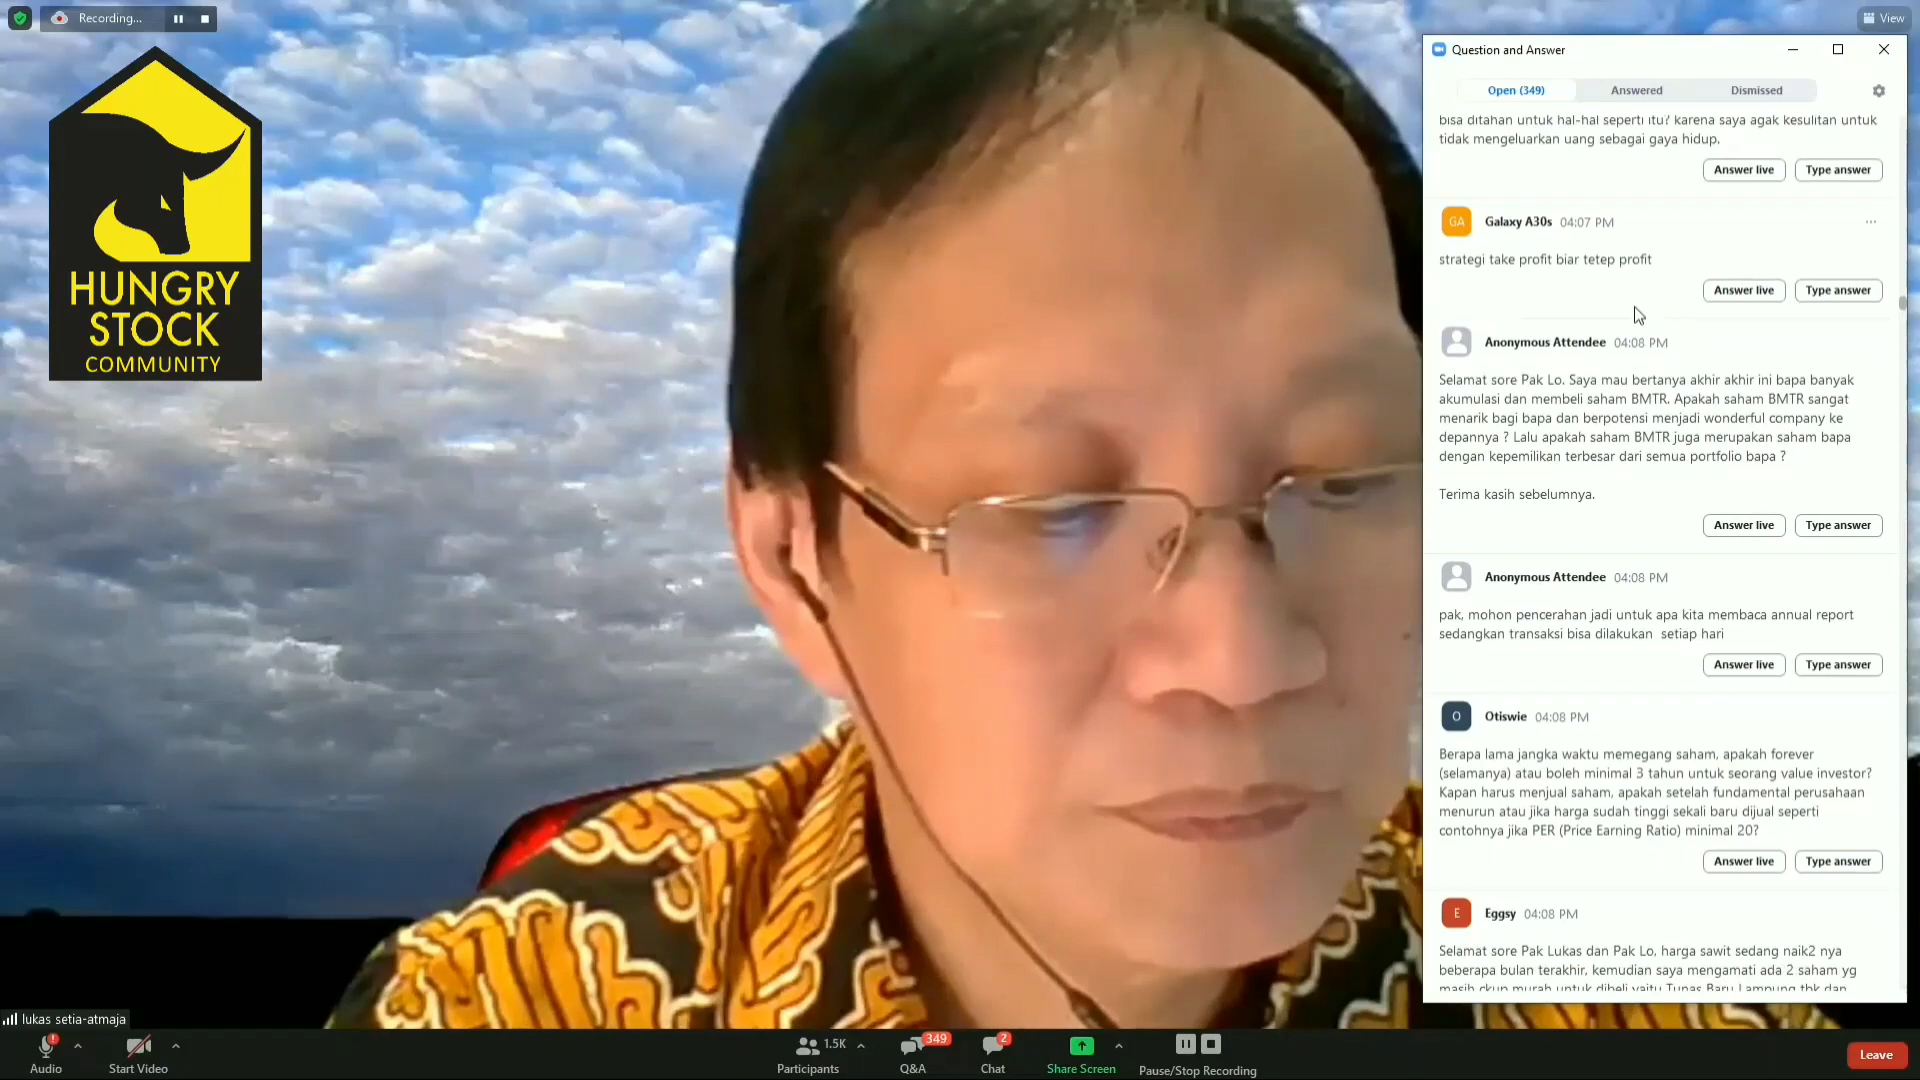 Recording...
View
HUNGRY
STOCK
COMMUNITY
Question and Answer
Open (349)
Answered
Dismissed
bisa ditahan untuk hal-hal seperti itu? karena saya agak kesulitan untuk
tidak mengeluarkan uang sebagai gaya hidup.
Answer live
Type answer
GA
Galaxy A30s 04:07 PM
strategi take profit biar tetep profit
Answer live
Type answer
Anonymous Attendee 04:08 PM
Selamat sore Pak Lo. Saya mau bertanya akhir akhir ini bapa banyak
akumulasi dan membeli saham BMTR. Apakah saham BMTR sangat
menarik bagi bapa dan berpotensi menjadi wonderful company ke
depannya ? Lalu apakah saham BMTR juga merupakan saham bapa
dengan kepemilikan terbesar dari semua portfolio bapa ?
Terima kasih sebelumnya.
Answer live
Type answer
Anonymous Attendee 04:08 PM
pak, mohon pencerahan jadi untuk apa kita membaca annual report
sedangkan transaksi bisa dilakukan setiap hari
Answer live
Type answer
O
Otiswie 04:08 PM
Berapa lama jangka waktu memegang saham, apakah forever
(selamanya) atau boleh minimal 3 tahun untuk seorang value investor?
Kapan harus menjual saham, apakah setelah fundamental perusahaan
menurun atau jika harga sudah tinggi sekali baru dijual seperti
contohnya jika PER (Price Earning Ratio) minimal 20?
Answer live
Type answer
E
Eggsy 04:08 PM
Selamat sore Pak Lukas dan Pak Lo, harga sawit sedang naik2 nya
beberapa bulan terakhir, kemudian saya mengamati ada 2 saham yg
masih ckup murah untuk dibeli yaitu Tunas Baru Lampung tbk dan
lukas setia-atmaja
Audio
Start Video
1.5K
Participants
349
Q&A
2
Chat
Share Screen
Pause/Stop Recording
Leave